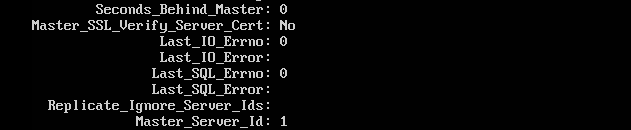 Seconds_Behind_Master: 0
Master_SSL_Verify_Server_Cert: No
Last_IO_Errno: 0
Last_IO_Error:
Last_SQL_Errno: 0
Last_SQL_Error:
Replicate_Ignore_Server_Ids:
Master_Server_Id: 1